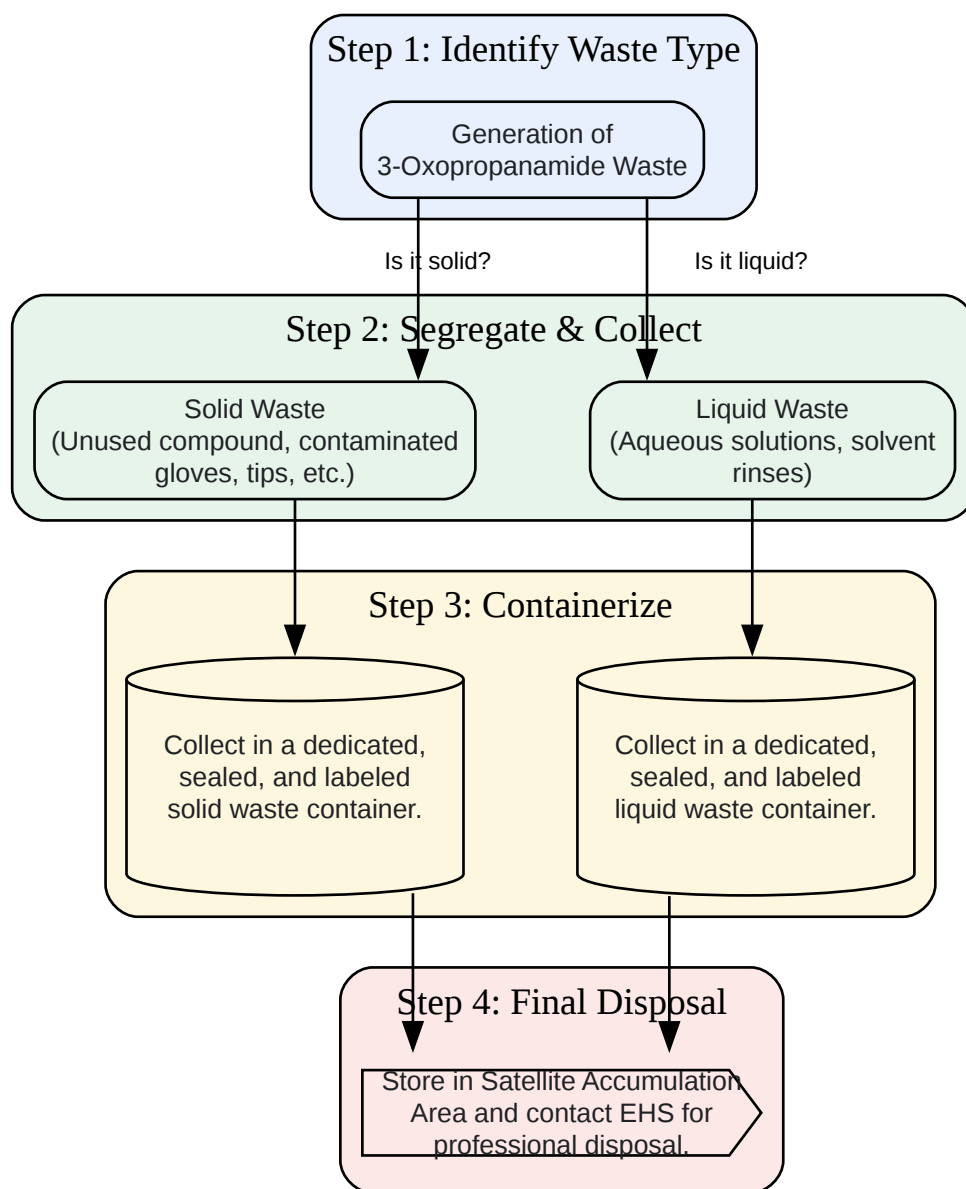 Step 1: Identify Waste Type
Generation of
3-Oxopropanamide Waste
Is it solid?
Is it liquid?
Step 2: Segregate & Collect
Solid Waste
(Unused compound, contaminated
gloves, tips, etc.)
Liquid Waste
(Aqueous solutions, solvent
rinses)
Step 3: Containerize
Collect in a dedicated,
sealed, and labeled
solid waste container.
Collect in a dedicated,
sealed, and labeled
liquid waste container.
Step 4: Final Disposal
Store in Satellite Accumulation
Area and contact EHS for
professional disposal.